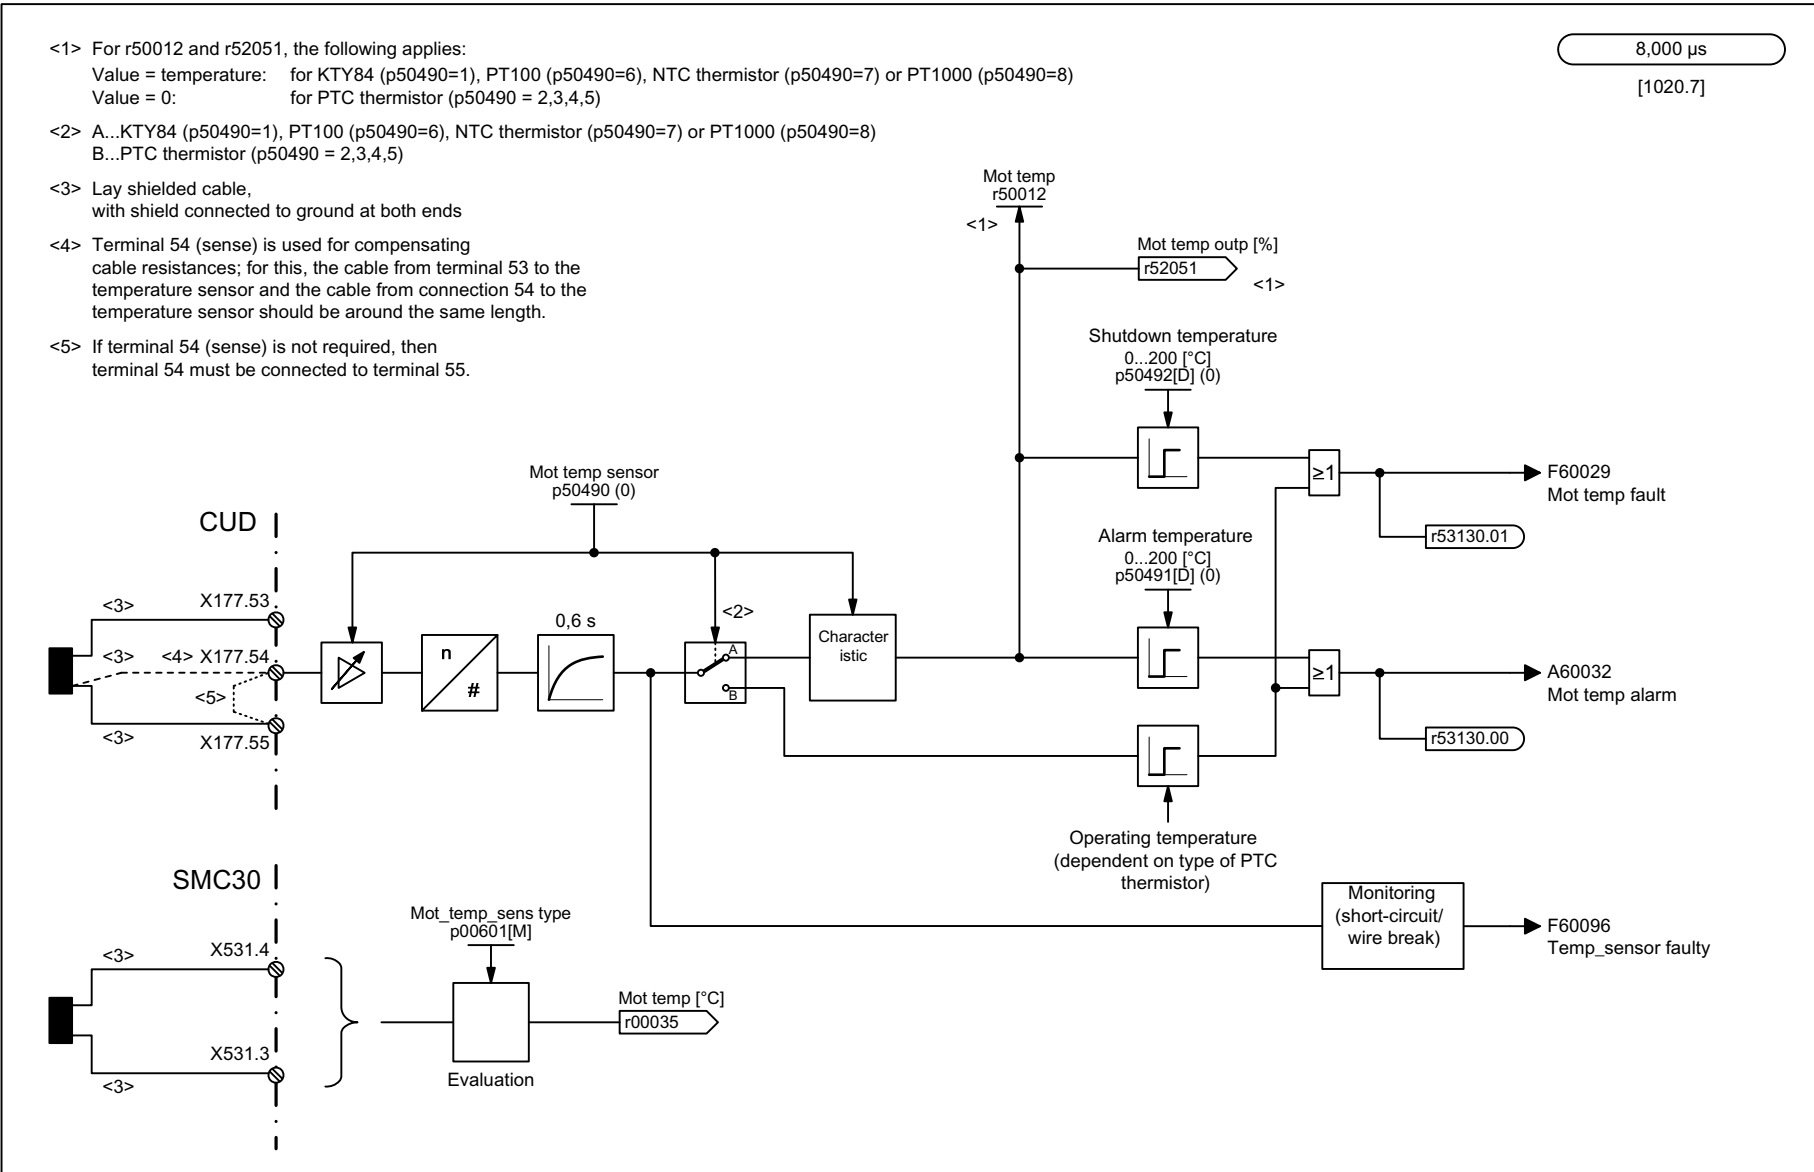 <1> For r50012 and r52051, the following applies:
Value = temperature: for KTY84 (p50490=1), PT100 (p50490=6), NTC thermistor (p50490=7) or PT1000 (p50490=8)
Value = 0: for PTC thermistor (p50490 = 2,3,4,5)
<2> A...KTY84 (p50490=1), PT100 (p50490=6), NTC thermistor (p50490=7) or PT1000 (p50490=8)
B...PTC thermistor (p50490 = 2,3,4,5)
<3> Lay shielded cable,
with shield connected to ground at both ends
<4> Terminal 54 (sense) is used for compensating
cable resistances; for this, the cable from terminal 53 to the
temperature sensor and the cable from connection 54 to the
temperature sensor should be around the same length.
<5> If terminal 54 (sense) is not required, then
terminal 54 must be connected to terminal 55.
8,000 µs
[1020.7]
Mot temp
r50012
<1>
Mot temp outp [%]
r52051
<1>
Shutdown temperature
0...200 [°C]
p50492[D] (0)
≥1
F60029
Mot temp fault
r53130.01
Mot temp sensor
p50490 (0)
CUD
<3>
X177.53
<3>
<4>
X177.54
<5>
<3>
X177.55
n
#
0,6 s
<2>
A
B
Character
istic
Alarm temperature
0...200 [°C]
p50491[D] (0)
≥1
A60032
Mot temp alarm
r53130.00
Operating temperature
(dependent on type of PTC
thermistor)
Monitoring
(short-circuit/
wire break)
F60096
Temp_sensor faulty
SMC30
<3>
X531.4
X531.3
<3>
Mot_temp_sens type
p00601[M]
Evaluation
Mot temp [°C]
r00035